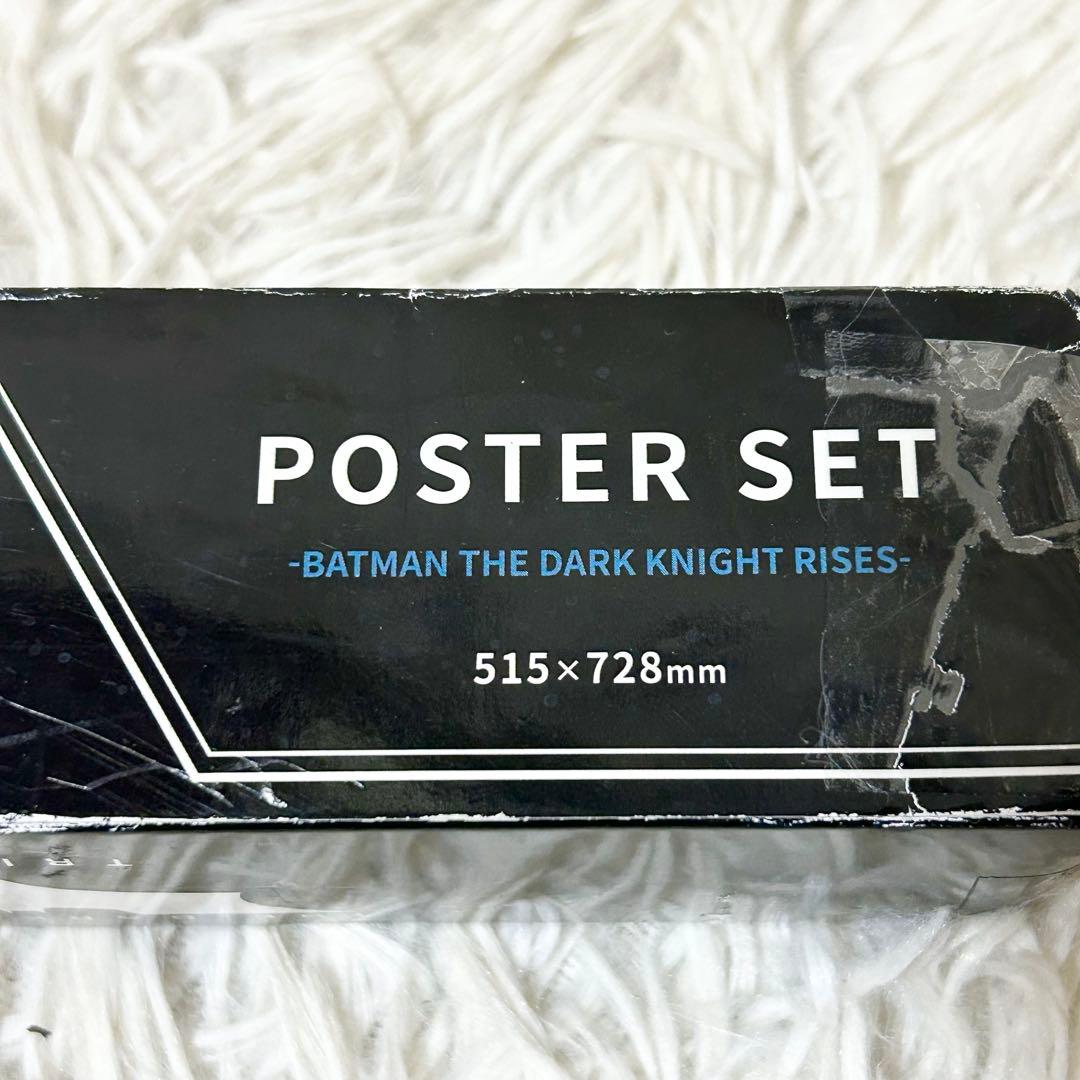 POSTER SET
-BATMAN THE DARK KNIGHT RISES-
515×728mm